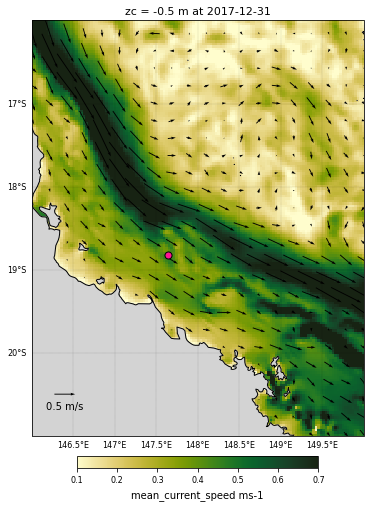 zc = -0.5 m at 2017-12-31
17°S
18°S
19°S
20°S
0.5 m/s
146.5°E 147°E 147.5°E 148°E 148.5°E 149°E 149.5°E
0.1 0.2 0.3 0.4 0.5 0.6 0.7
mean_current_speed ms-1